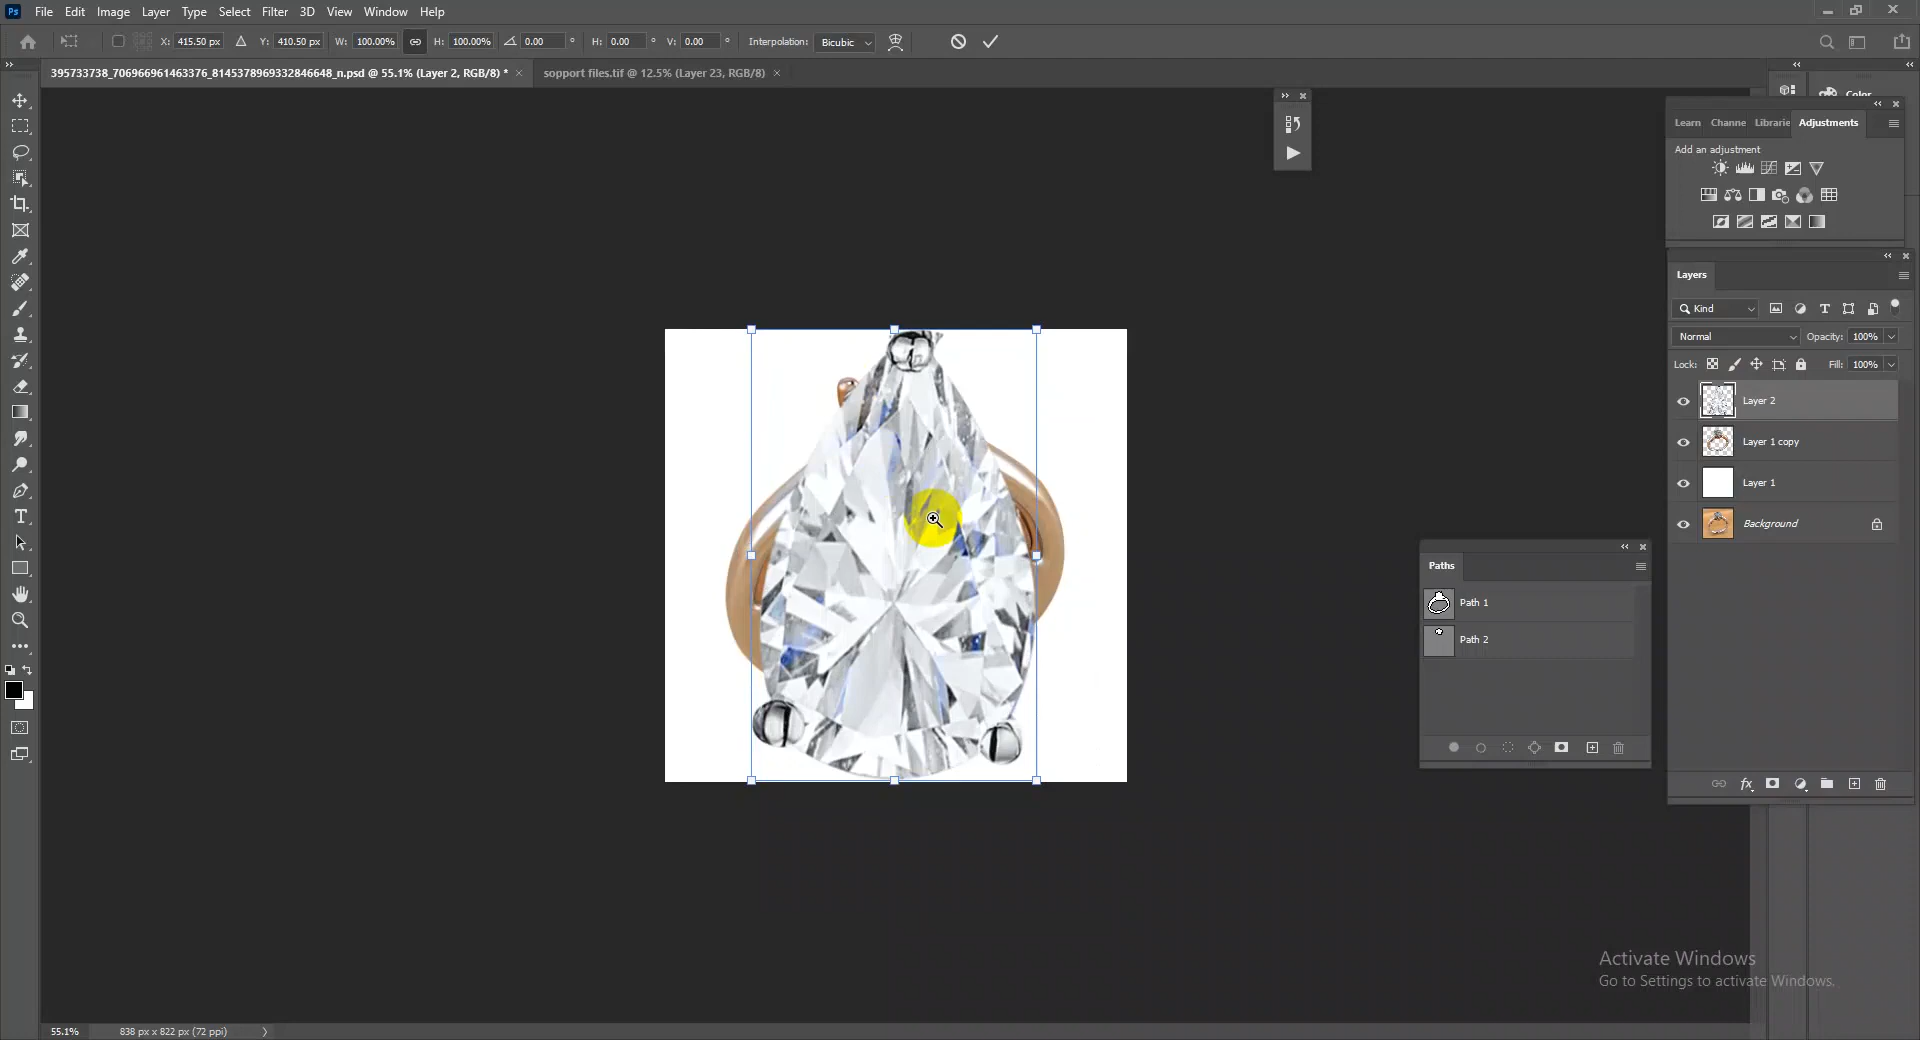 Ps File Edit Image Layer Type Select Filter 3D View Window Help
X: 415.50 px Y: 410.50 px W: 100.00% H: 100.00% 0.00 ° H: 0.00 ° V: 0.00 ° Interpolation: Bicubic
395733738_706966961463376_8145378969332846648_n.psd @ 55.1% (Layer 2, RGB/8) * × sopport files.tif @ 12.5% (Layer 23, RGB/8) ×
Color
Learn Channe Librarie Adjustments
Add an adjustment
Layers
Kind
Normal Opacity: 100%
Lock: Fill: 100%
Layer 2
Layer 1 copy
Layer 1
Background
Paths
Path 1
Path 2
Activate Windows
Go to Settings to activate Windows.
55.1% 838 px x 822 px (72 ppi)